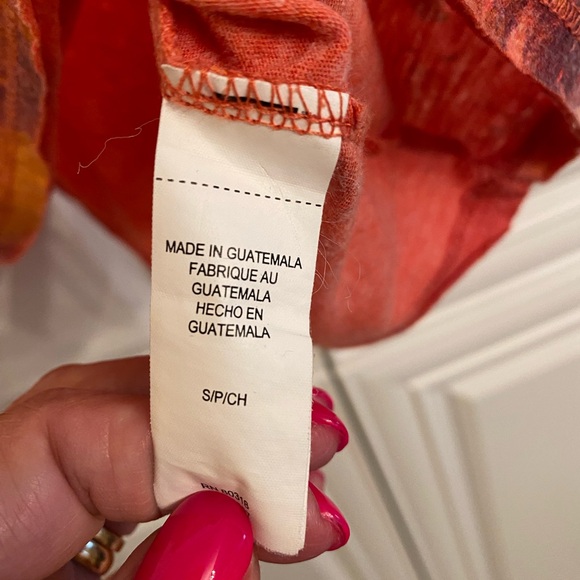 MADE IN GUATEMALA
FABRIQUE AU
GUATEMALA
HECHO EN
GUATEMALA
S/P/CH